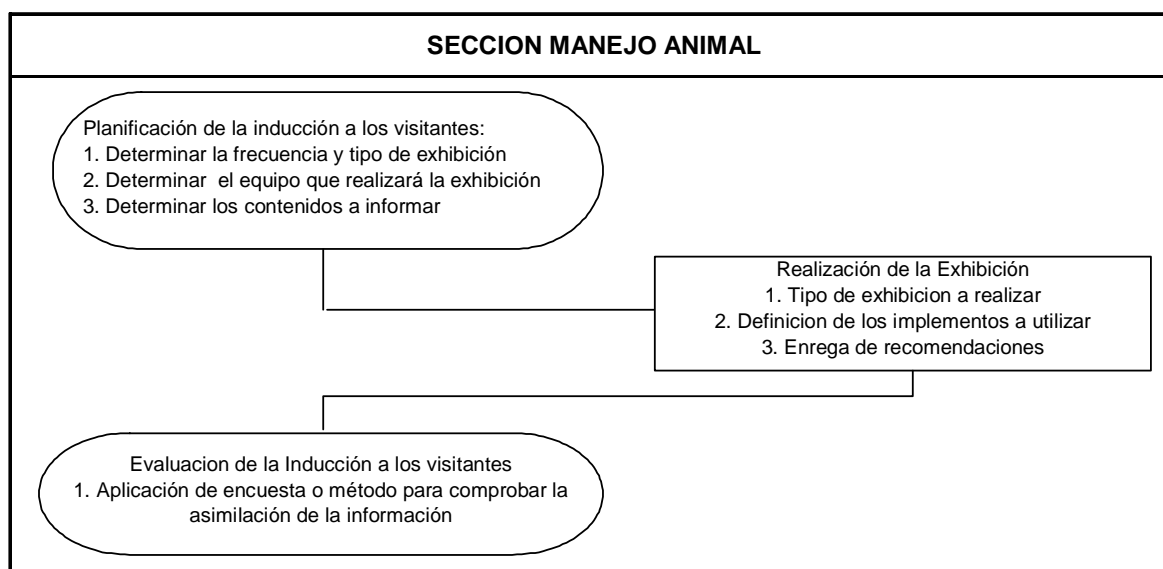 SECCION MANEJO ANIMAL
Planificación de la inducción a los visitantes:
1. Determinar la frecuencia y tipo de exhibición
2. Determinar  el equipo que realizará la exhibición
3. Determinar los contenidos a informar
Realización de la Exhibición
1. Tipo de exhibicion a realizar
2. Definicion de los implementos a utilizar
3. Enrega de recomendaciones
Evaluacion de la Inducción a los visitantes
1. Aplicación de encuesta o método para comprobar la
asimilación de la información